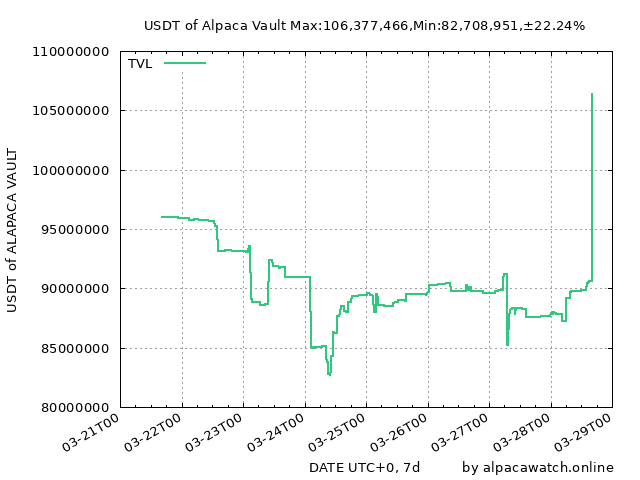 USDT of Alpaca Vault Max:106,377,466,Min:82,708,951,±22.24%
TVL
110000000
105000000
100000000
95000000
90000000
85000000
80000000
USDT of ALAPACA VAULT
03-21T00
03-22T00
03-23T00
03-24T00
03-25T00
03-26T00
03-27T00
03-28T00
03-29T00
DATE UTC+0, 7d
by alpacawatch.online